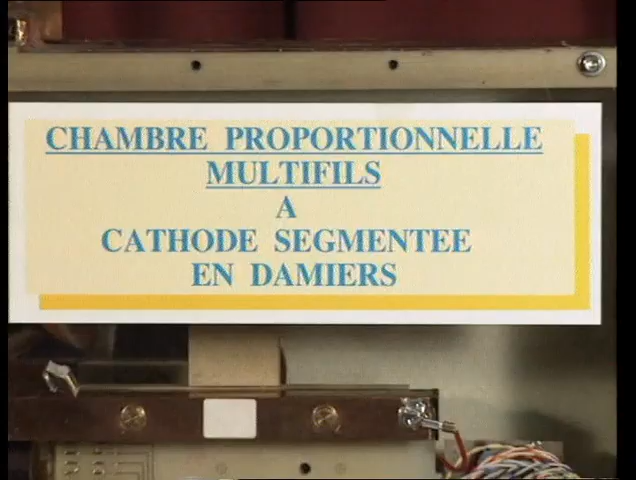 CHAMBRE PROPORTIONNELLE
MULTIFILS
A
CATHODE SEGMENTEE
EN DAMIERS